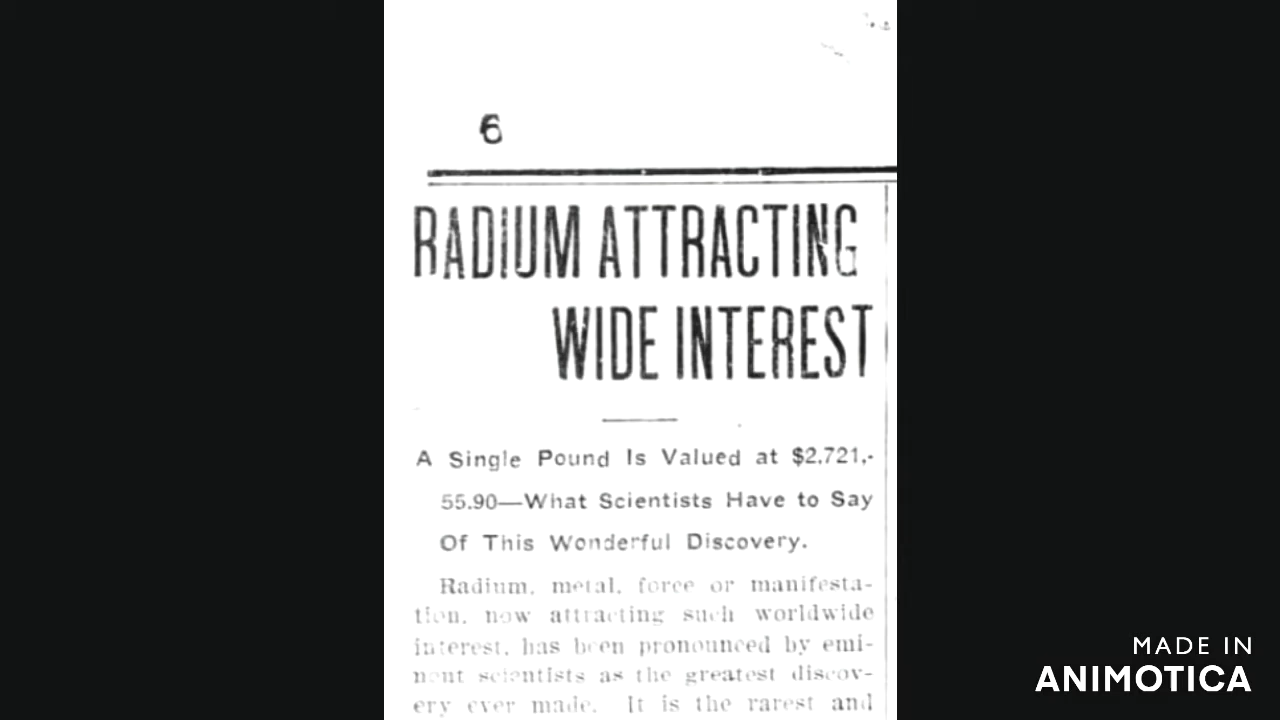 6
RADIUM ATTRACTING
WIDE INTEREST
A Single Pound Is Valued at $2,721,-
55.90—What Scientists Have to Say
Of This Wonderful Discovery.
Radium, metal, force or manifesta-
tion, now attracting such worldwide
interest, has been pronounced by emi-
nent scientists as the greatest discov-
ery ever made. It is the rarest and
MADE IN
ANIMOTICA